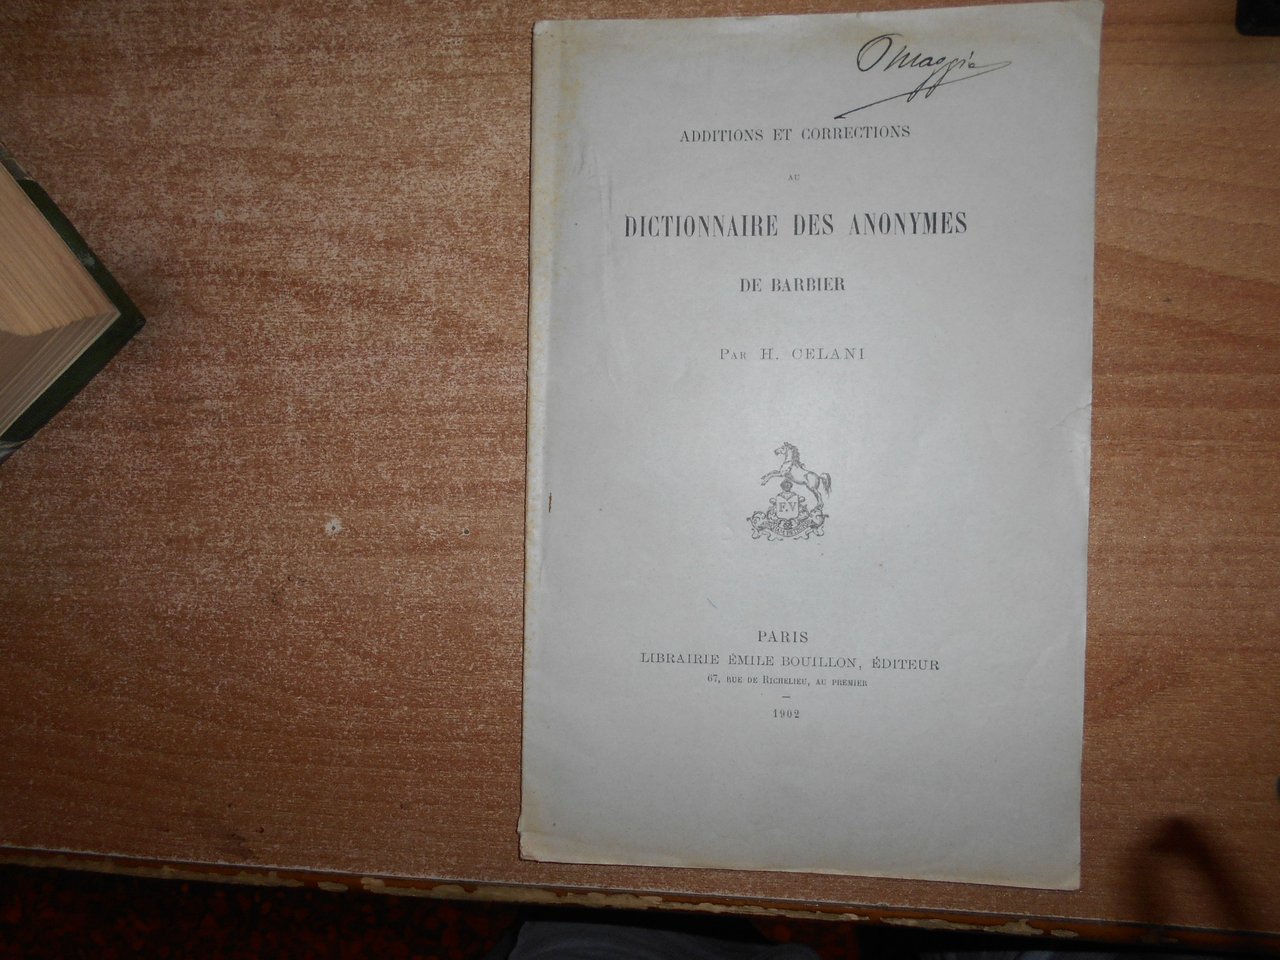 Omaggio
ADDITIONS ET CORRECTIONS
AU
DICTIONNAIRE DES ANONYMES
DE BARBIER
PAR H. CELANI
F. V
PARIS
LIBRAIRIE ÉMILE BOUILLON, ÉDITEUR
67, RUE DE RICHELIEU, AU PREMIER
1902